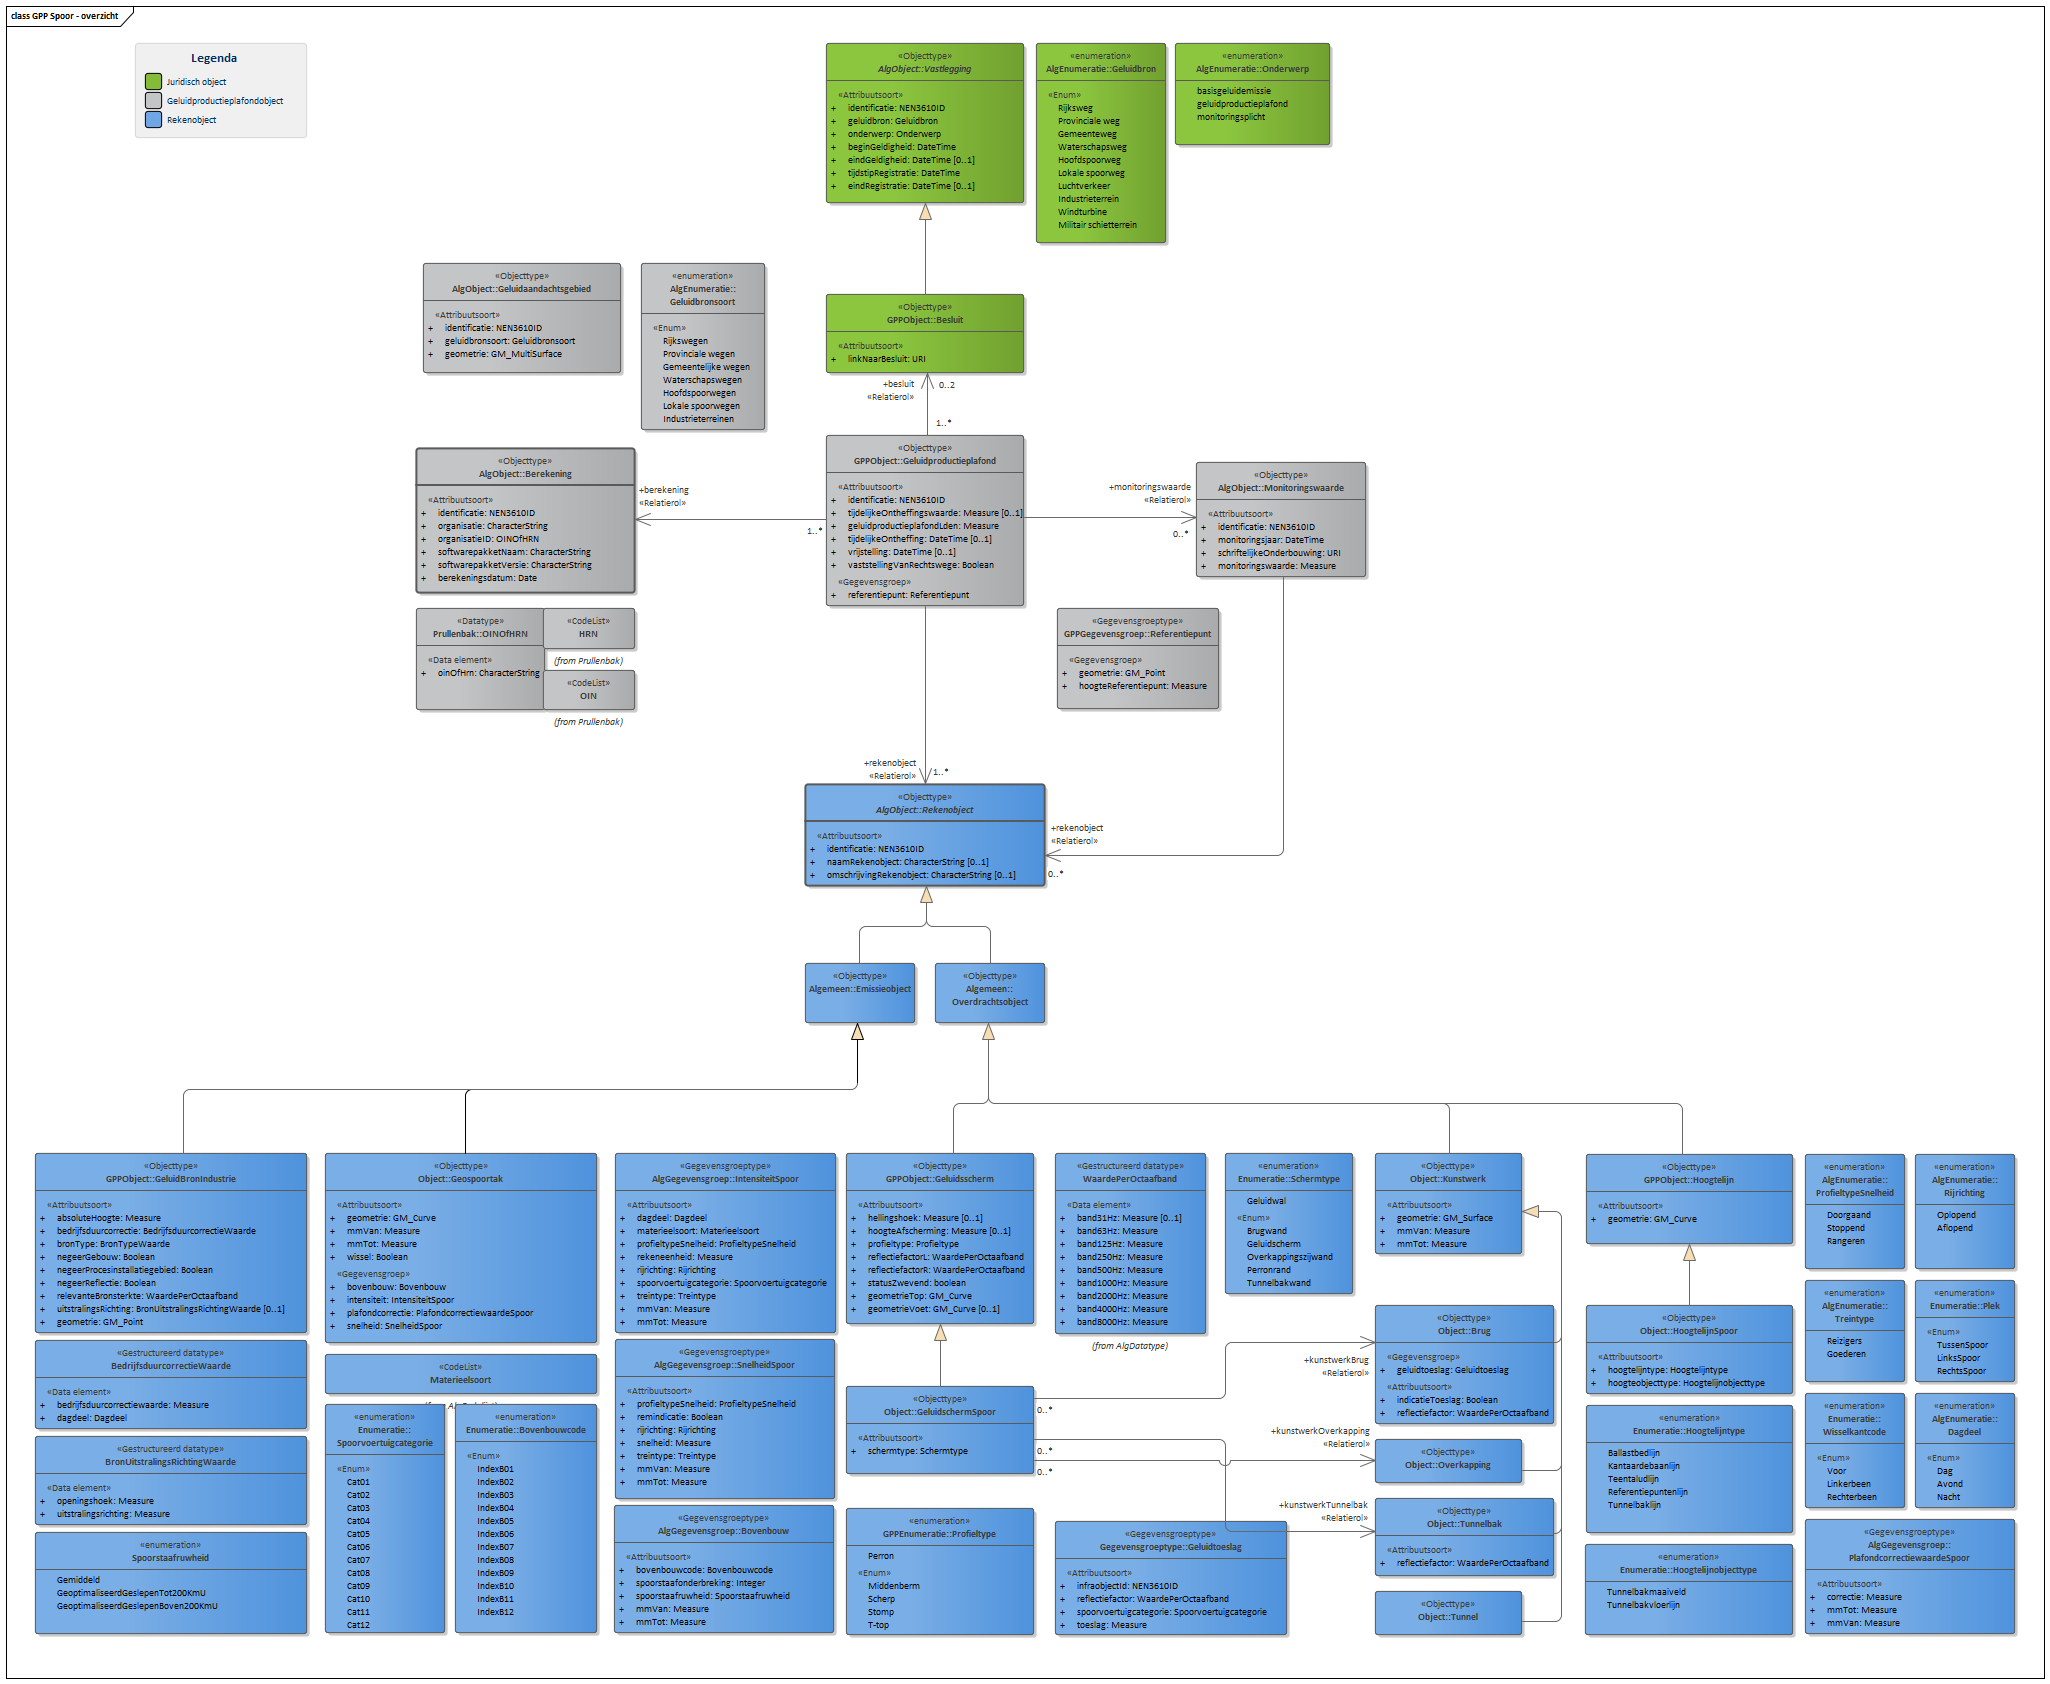 class GPP Spoor - overzicht
Legenda
Juridisch object
Geluidproductieplafondobject
Rekenobject
«Objecttype»
AlgObject::Vastlegging
«Attribuutsoort»
+ identificatie: NEN3610ID
+ geluidbron: Geluidbron
+ onderwerp: Onderwerp
+ beginGeldigheid: DateTime
+ eindGeldigheid: DateTime [0..1]
+ tijdstipRegistratie: DateTime
+ eindRegistratie: DateTime [0..1]
«enumeration»
AlgEnumeratie::Geluidbron
«Enum»
Rijksweg
Provinciale weg
Gemeenteweg
Waterschapsweg
Hoofdspoorweg
Lokale spoorweg
Luchtverkeer
Industrieterrein
Windturbine
Militair schietterrein
«enumeration»
AlgEnumeratie::Onderwerp
basisgeluidemissie
geluidproductieplafond
monitoringsplicht
«Objecttype»
AlgObject::Geluidaandachtsgebied
«Attribuutsoort»
+ identificatie: NEN3610ID
+ geluidbronsoort: Geluidbronsoort
+ geometrie: GM_MultiSurface
«enumeration»
AlgEnumeratie::
Geluidbronsoort
«Enum»
Rijkswegen
Provinciale wegen
Gemeentelijke wegen
Waterschapswegen
Hoofdspoorwegen
Lokale spoorwegen
Industrieterreinen
«Objecttype»
GPPObject::Besluit
«Attribuutsoort»
+ linkNaarBesluit: URI
+besluit
«Relatierol»
0..2
1..*
«Objecttype»
AlgObject::Berekening
«Attribuutsoort»
+ identificatie: NEN3610ID
+ organisatie: CharacterString
+ organisatieID: OINOfHRN
+ softwarepakketNaam: CharacterString
+ softwarepakketVersie: CharacterString
+ berekeningsdatum: Date
+berekening
«Relatierol»
1..*
«Objecttype»
GPPObject::Geluidproductieplafond
«Attribuutsoort»
+ identificatie: NEN3610ID
+ tijdelijkeOntheffingswaarde: Measure [0..1]
+ geluidproductieplafondLden: Measure
+ tijdelijkeOntheffing: DateTime [0..1]
+ vrijstelling: DateTime [0..1]
+ vaststellingVanRechtswege: Boolean
«Gegevensgroep»
+ referentiepunt: Referentiepunt
+monitoringswaarde
«Relatierol»
0..*
«Objecttype»
AlgObject::Monitoringswaarde
«Attribuutsoort»
+ identificatie: NEN3610ID
+ monitoringsjaar: DateTime
+ schriftelijkeOnderbouwing: URI
+ monitoringswaarde: Measure
«Datatype»
Prullenbak::OINOfHRN
«Data element»
+ oinOfHrn: CharacterString
«CodeList»
HRN
(from Prullenbak)
«CodeList»
OIN
(from Prullenbak)
«Gegevensgroeptype»
GPPGegevensgroep::Referentiepunt
«Gegevensgroep»
+ geometrie: GM_Point
+ hoogteReferentiepunt: Measure
+rekenobject
«Relatierol»
1..*
«Objecttype»
AlgObject::Rekenobject
«Attribuutsoort»
+ identificatie: NEN3610ID
+ naamRekenobject: CharacterString [0..1]
+ omschrijvingRekenobject: CharacterString [0..1]
+rekenobject
«Relatierol»
0..*
«Objecttype»
Algemeen::Emissieobject
«Objecttype»
Algemeen::
Overdrachtsobject
«Objecttype»
GPPObject::GeluidBronIndustrie
«Attribuutsoort»
+ absoluteHoogte: Measure
+ bedrijfsduurcorrectie: BedrijfsduurcorrectieWaarde
+ bronType: BronTypeWaarde
+ negeerGebouw: Boolean
+ negeerProcesinstallatiegebied: Boolean
+ negeerReflectie: Boolean
+ relevanteBronsterkte: WaardePerOctaafband
+ uitstralingsRichting: BronUitstralingsRichtingWaarde [0..1]
+ geometrie: GM_Point
«Gestructureerd datatype»
BedrijfsduurcorrectieWaarde
«Data element»
+ bedrijfsduurcorrectiewaarde: Measure
+ dagdeel: Dagdeel
«Gestructureerd datatype»
BronUitstralingsRichtingWaarde
«Data element»
+ openingshoek: Measure
+ uitstralingsrichting: Measure
«enumeration»
Spoorstaafruwheid
Gemiddeld
GeoptimaliseerdGeslepenTot200KmU
GeoptimaliseerdGeslepenBoven200KmU
«Objecttype»
Object::Geospoortak
«Attribuutsoort»
+ geometrie: GM_Curve
+ mmVan: Measure
+ mmTot: Measure
+ wissel: Boolean
«Gegevensgroep»
+ bovenbouw: Bovenbouw
+ intensiteit: IntensiteitSpoor
+ plafondcorrectie: PlafondcorrectiewaardeSpoor
+ snelheid: SnelheidSpoor
«CodeList»
Materieelsoort
«enumeration»
Enumeratie::
Spoorvoertuigcategorie
«Enum»
Cat01
Cat02
Cat03
Cat04
Cat05
Cat06
Cat07
Cat08
Cat09
Cat10
Cat11
Cat12
«enumeration»
Enumeratie::Bovenbouwcode
«Enum»
IndexB01
IndexB02
IndexB03
IndexB04
IndexB05
IndexB06
IndexB07
IndexB08
IndexB09
IndexB10
IndexB11
IndexB12
«Gegevensgroeptype»
AlgGegevensgroep::IntensiteitSpoor
«Attribuutsoort»
+ dagdeel: Dagdeel
+ materieelsoort: Materieelsoort
+ profieltypeSnelheid: ProfieltypeSnelheid
+ rekeneenheid: Measure
+ rijrichting: Rijrichting
+ spoorvoertuigcategorie: Spoorvoertuigcategorie
+ treintype: Treintype
+ mmVan: Measure
+ mmTot: Measure
«Gegevensgroeptype»
AlgGegevensgroep::SnelheidSpoor
«Attribuutsoort»
+ profieltypeSnelheid: ProfieltypeSnelheid
+ remindicatie: Boolean
+ rijrichting: Rijrichting
+ snelheid: Measure
+ treintype: Treintype
+ mmVan: Measure
+ mmTot: Measure
«Gegevensgroeptype»
AlgGegevensgroep::Bovenbouw
«Attribuutsoort»
+ bovenbouwcode: Bovenbouwcode
+ spoorstaafonderbreking: Integer
+ spoorstaafruwheid: Spoorstaafruwheid
+ mmVan: Measure
+ mmTot: Measure
«Objecttype»
GPPObject::Geluidsscherm
«Attribuutsoort»
+ hellingshoek: Measure [0..1]
+ hoogteAfscherming: Measure [0..1]
+ profieltype: Profieltype
+ reflectiefactorL: WaardePerOctaafband
+ reflectiefactorR: WaardePerOctaafband
+ statusZwevend: boolean
+ geometrieTop: GM_Curve
+ geometrieVoet: GM_Curve [0..1]
«Objecttype»
Object::GeluidschermSpoor
«Attribuutsoort»
+ schermtype: Schermtype
0..*
0..*
0..*
«enumeration»
GPPEnumeratie::Profieltype
Perron
«Enum»
Middenberm
Scherp
Stomp
T-top
«Gestructureerd datatype»
WaardePerOctaafband
«Data element»
+ band31Hz: Measure [0..1]
+ band63Hz: Measure
+ band125Hz: Measure
+ band250Hz: Measure
+ band500Hz: Measure
+ band1000Hz: Measure
+ band2000Hz: Measure
+ band4000Hz: Measure
+ band8000Hz: Measure
(from AlgDatatype)
«enumeration»
Enumeratie::Schermtype
Geluidwal
«Enum»
Brugwand
Geluidscherm
Overkappingszijwand
Perronrand
Tunnelbakwand
+kunstwerkBrug
«Relatierol»
+kunstwerkOverkapping
«Relatierol»
+kunstwerkTunnelbak
«Relatierol»
«Gegevensgroeptype»
Gegevensgroeptype::Geluidtoeslag
«Attribuutsoort»
+ infraobjectId: NEN3610ID
+ reflectiefactor: WaardePerOctaafband
+ spoorvoertuigcategorie: Spoorvoertuigcategorie
+ toeslag: Measure
«Objecttype»
Object::Kunstwerk
«Attribuutsoort»
+ geometrie: GM_Surface
+ mmVan: Measure
+ mmTot: Measure
«Objecttype»
Object::Brug
«Gegevensgroep»
+ geluidtoeslag: Geluidtoeslag
«Attribuutsoort»
+ indicatieToeslag: Boolean
+ reflectiefactor: WaardePerOctaafband
«Objecttype»
Object::Overkapping
«Objecttype»
Object::Tunnelbak
«Attribuutsoort»
+ reflectiefactor: WaardePerOctaafband
«Objecttype»
Object::Tunnel
«Objecttype»
GPPObject::Hoogtelijn
«Attribuutsoort»
+ geometrie: GM_Curve
«Objecttype»
Object::HoogtelijnSpoor
«Attribuutsoort»
+ hoogtelijntype: Hoogtelijntype
+ hoogteobjecttype: Hoogtelijnobjecttype
«enumeration»
Enumeratie::Hoogtelijntype
Ballastbedlijn
Kantaardebaanlijn
Teentaludlijn
Referentiepuntenlijn
Tunnelbaklijn
«enumeration»
Enumeratie::Hoogtelijnobjecttype
Tunnelbakmaaiveld
Tunnelbakvloerlijn
«enumeration»
AlgEnumeratie::
ProfieltypeSnelheid
Doorgaand
Stoppend
Rangeren
«enumeration»
AlgEnumeratie::
Rijrichting
Oplopend
Aflopend
«enumeration»
AlgEnumeratie::
Treintype
Reizigers
Goederen
«enumeration»
Enumeratie::Plek
«Enum»
TussenSpoor
LinksSpoor
RechtsSpoor
«enumeration»
Enumeratie::
Wisselkantcode
«Enum»
Voor
Linkerbeen
Rechterbeen
«enumeration»
AlgEnumeratie::
Dagdeel
«Enum»
Dag
Avond
Nacht
«Gegevensgroeptype»
AlgGegevensgroep::
PlafondcorrectiewaardeSpoor
«Attribuutsoort»
+ correctie: Measure
+ mmTot: Measure
+ mmVan: Measure